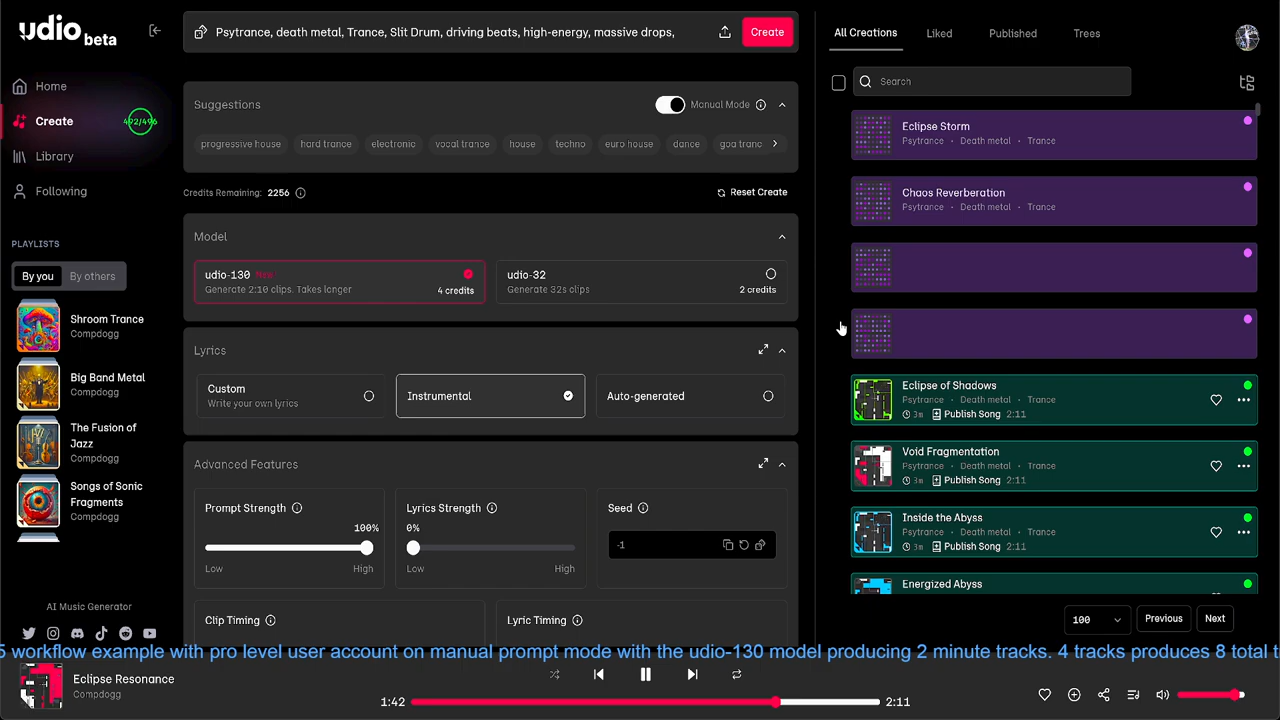 udio beta
Home
Create
492/496
Library
Following
PLAYLISTS
By you
By others
Shroom Trance
Compdogg
Big Band Metal
Compdogg
The Fusion of
Jazz
Compdogg
Songs of Sonic
Fragments
Compdogg
AI Music Generator
Psytrance, death metal, Trance, Slit Drum, driving beats, high-energy, massive drops,
Create
Suggestions
Manual Mode
progressive house
hard trance
electronic
vocal trance
house
techno
euro house
dance
goa tranc
Credits Remaining: 2256
Reset Create
Model
udio-130
Generate 2:10 clips. Takes longer
4 credits
udio-32
Generate 32s clips
2 credits
Lyrics
Custom
Write your own lyrics
Instrumental
Auto-generated
Advanced Features
Prompt Strength
100%
Low
High
Lyrics Strength
0%
Low
High
Seed
-1
Clip Timing
Lyric Timing
All Creations
Liked
Published
Trees
Search
Eclipse Storm
Psytrance • Death metal • Trance
Chaos Reverberation
Psytrance • Death metal • Trance
Eclipse of Shadows
Psytrance • Death metal • Trance
3m Publish Song 2:11
Void Fragmentation
Psytrance • Death metal • Trance
3m Publish Song 2:11
Inside the Abyss
Psytrance • Death metal • Trance
3m Publish Song 2:11
Energized Abyss
100
Previous
Next
5 workflow example with pro level user account on manual prompt mode with the udio-130 model producing 2 minute tracks. 4 tracks produces 8 total t
Eclipse Resonance
Compdogg
1:42
2:11